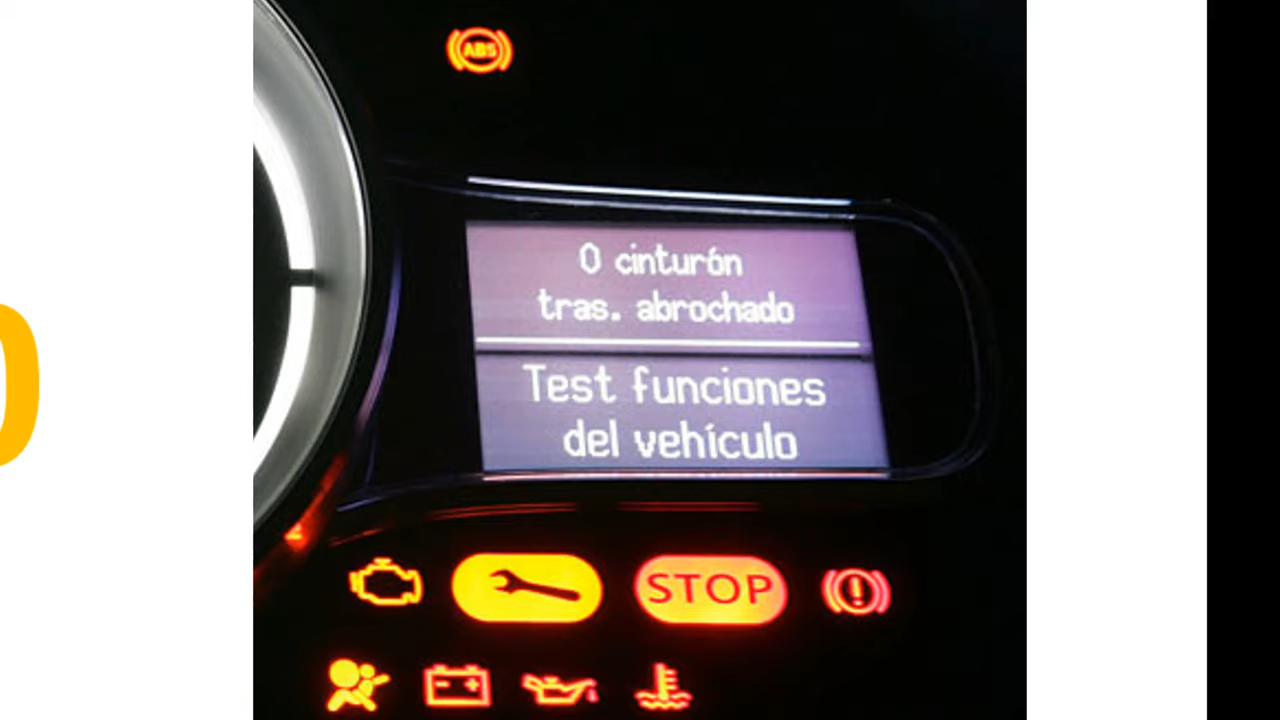 ABS
0 cinturón
tras. abrochado
Test funciones
del vehículo
STOP